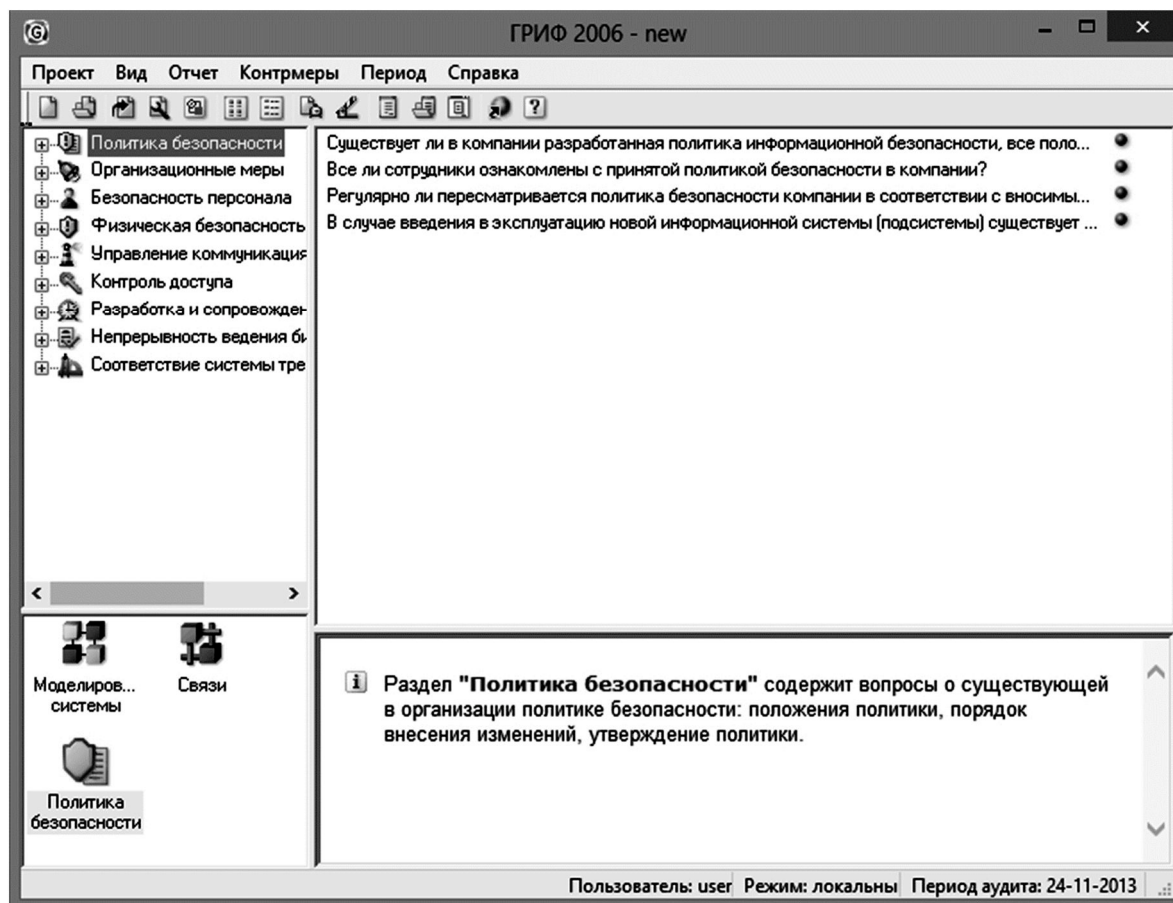 ГРИФ 2006 - new
Проект Вид Отчет Контрмеры Период Справка
Политика безопасности
Организационные меры
Безопасность персонала
Физическая безопасность
Управление коммуникация
Контроль доступа
Разработка и сопровожден
Непрерывность ведения би
Соответствие системы тре
Существует ли в компании разработанная политика информационной безопасности, все поло...
Все ли сотрудники ознакомлены с принятой политикой безопасности в компании?
Регулярно ли пересматривается политика безопасности компании в соответствии с вносимы...
В случае введения в эксплуатацию новой информационной системы (подсистемы) существует ...
Моделиров...
системы
Связи
Политика
безопасности
Раздел "Политика безопасности" содержит вопросы о существующей
в организации политике безопасности: положения политики, порядок
внесения изменений, утверждение политики.
Пользователь: user Режим: локальны Период аудита: 24-11-2013